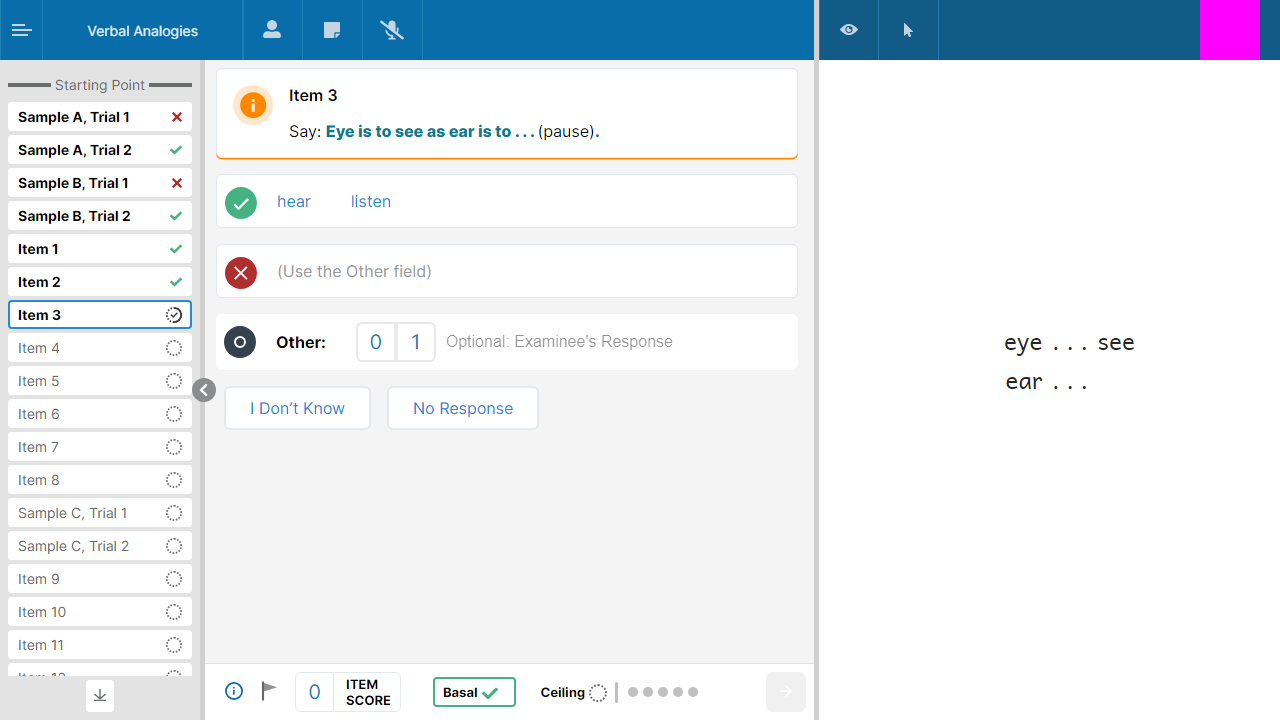 Verbal Analogies
Starting Point
Sample A, Trial 1
Sample A, Trial 2
Sample B, Trial 1
Sample B, Trial 2
Item 1
Item 2
Item 3
Item 4
Item 5
Item 6
Item 7
Item 8
Sample C, Trial 1
Sample C, Trial 2
Item 9
Item 10
Item 11
Item 3
Say: Eye is to see as ear is to . . . (pause).
hear listen
(Use the Other field)
Other: 0 1 Optional: Examinee's Response
I Don’t Know No Response
0 ITEM SCORE
Basal
Ceiling
eye . . . see
ear . . .